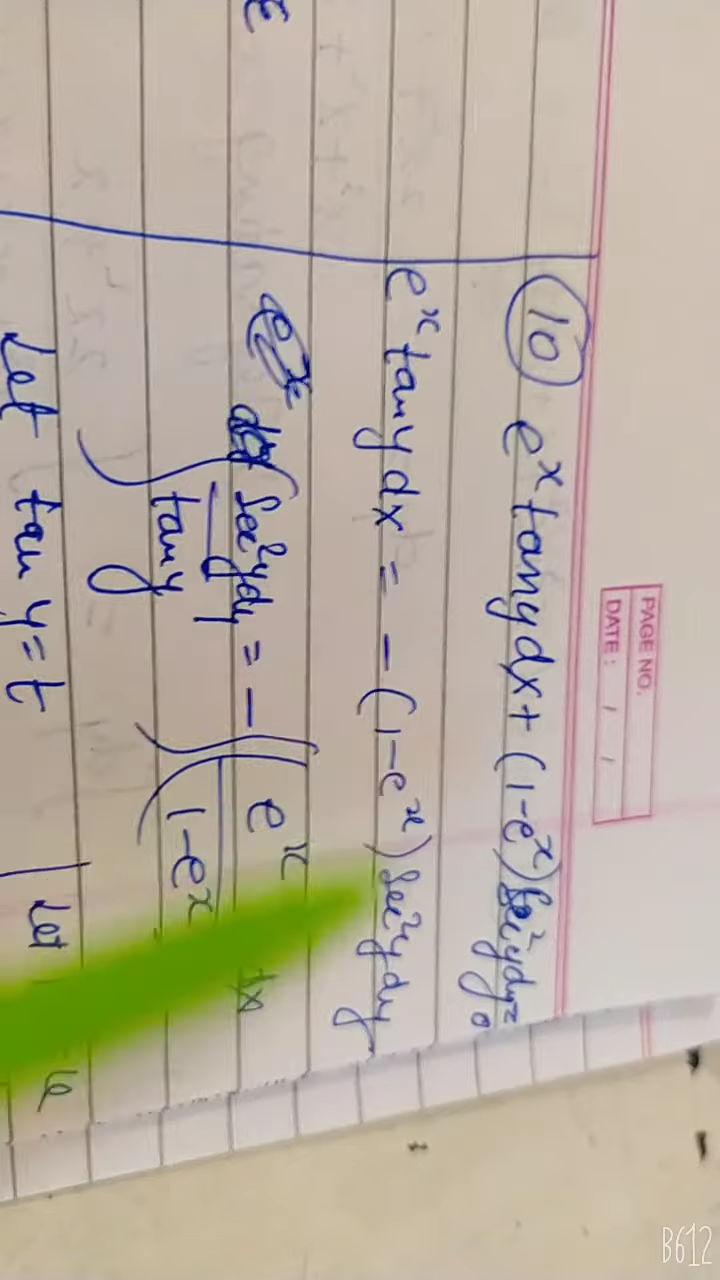 PAGE NO.
DATE: / /
10 e^x tany dx + (1-e^x) sec²y dy = 0
e^x tany dx = - (1-e^x) sec²y dy
∫ sec²y dy / tan y = - ∫ e^x / (1-e^x) dx
Let tan y = t | Let
B612